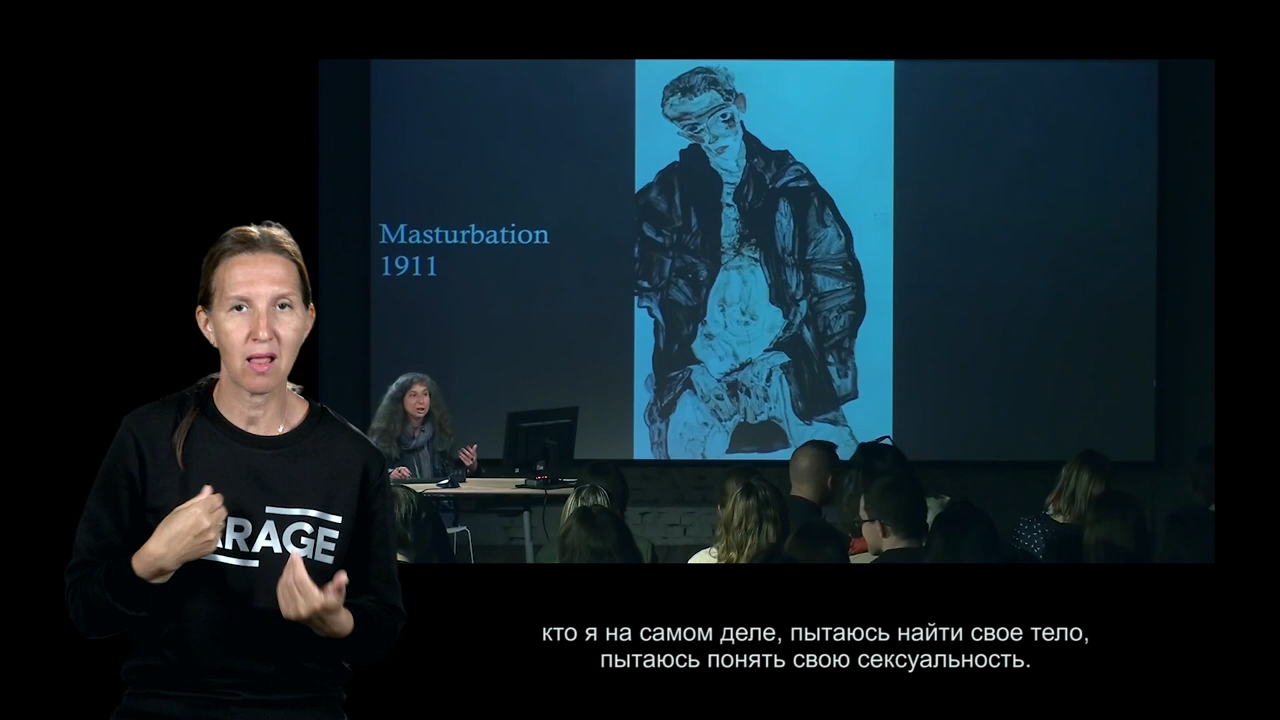 Masturbation
1911
ARAGE
кто я на самом деле, пытаюсь найти свое тело,
пытаюсь понять свою сексуальность.